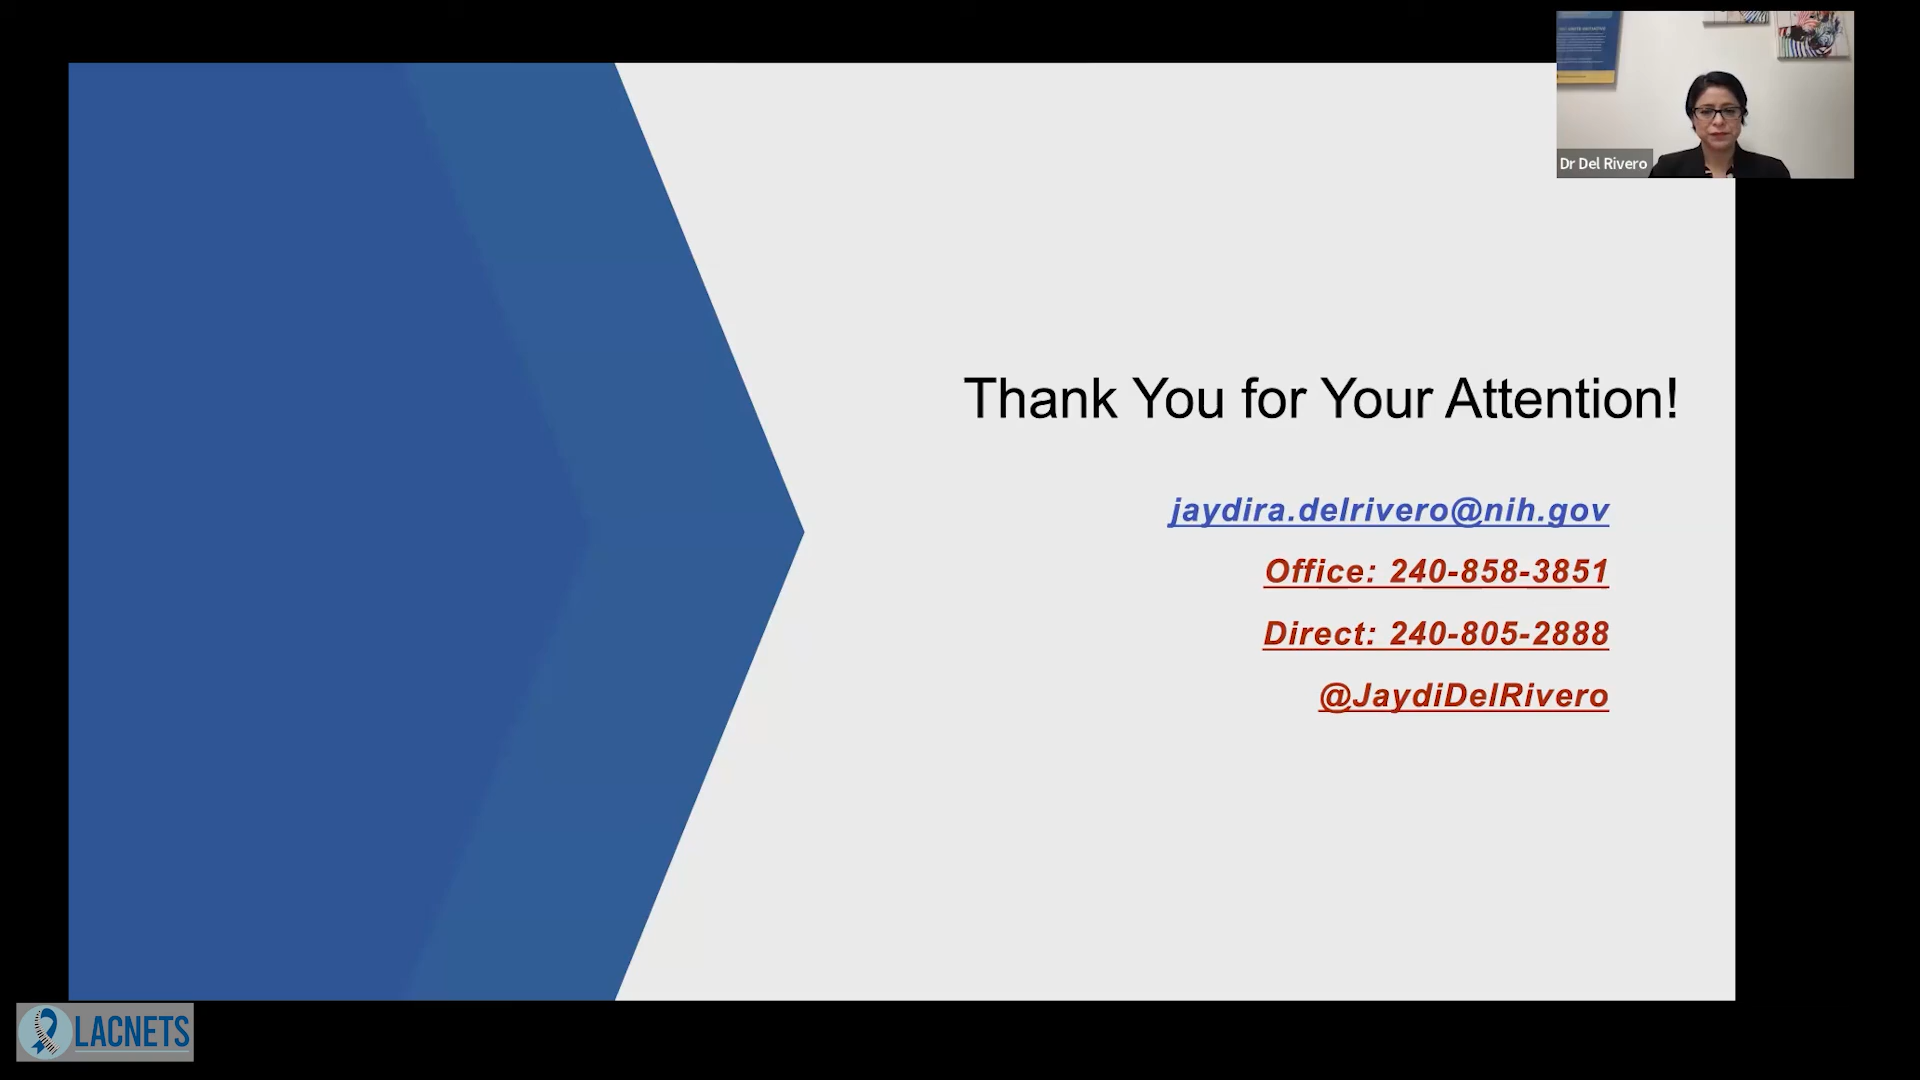 Dr Del Rivero
Thank You for Your Attention!
jaydira.delrivero@nih.gov
Office: 240-858-3851
Direct: 240-805-2888
@JaydiDelRivero
LACNETS